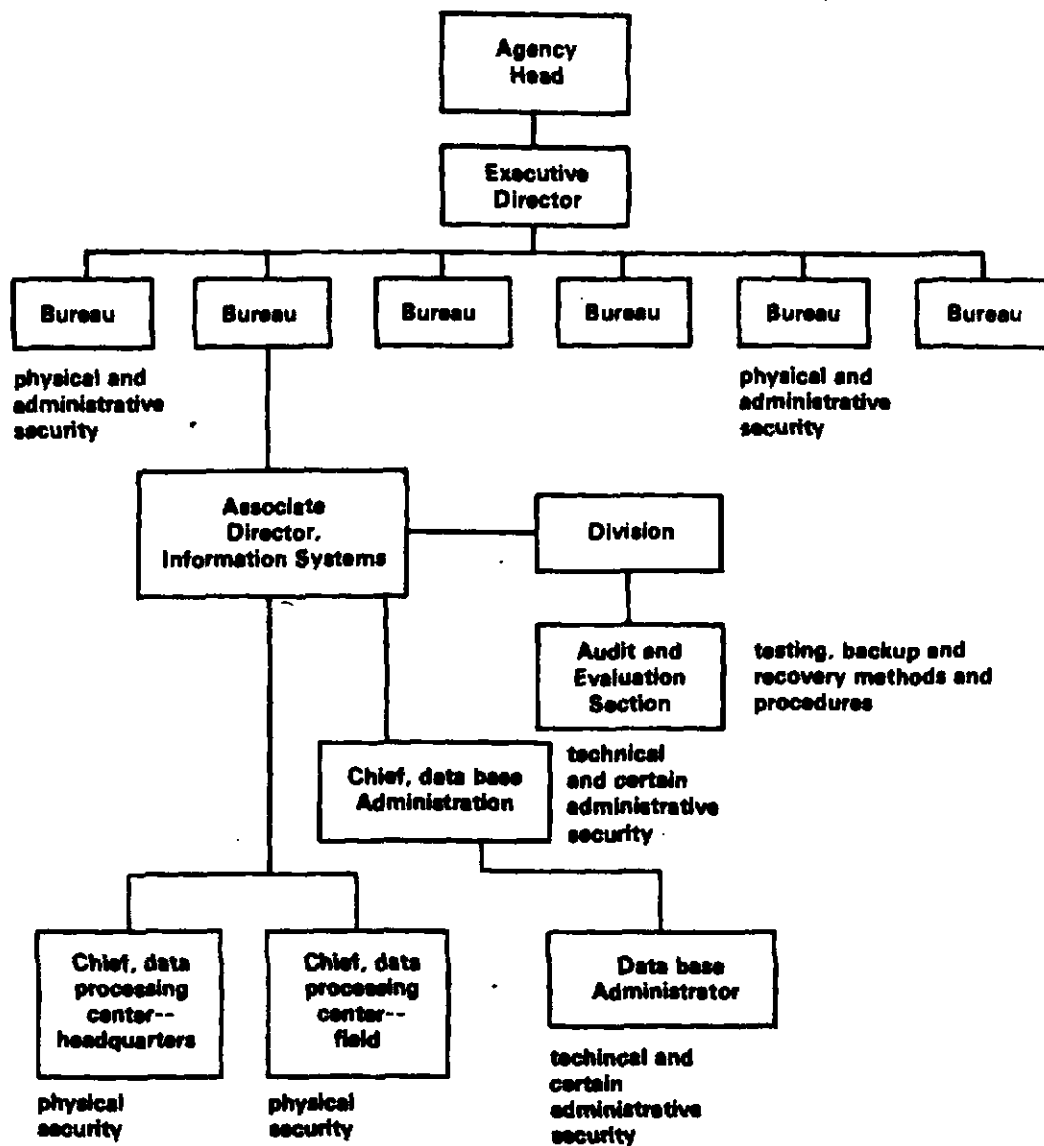 Agency
Head
Executive
Director
Bureau
Bureau
Bureau
Bureau
Bureau
Bureau
physical and
administrative
security
physical and
administrative
security
Associate
Director,
Information Systems
Division
Audit and
Evaluation
Section
testing, backup and
recovery methods and
procedures
Chief, data base
Administration
technical
and certain
administrative
security
Chief, data
processing
center--
headquarters
Chief, data
processing
center--
field
Data base
Administrator
physical
security
physical
security
techincal and
certain
administrative
security